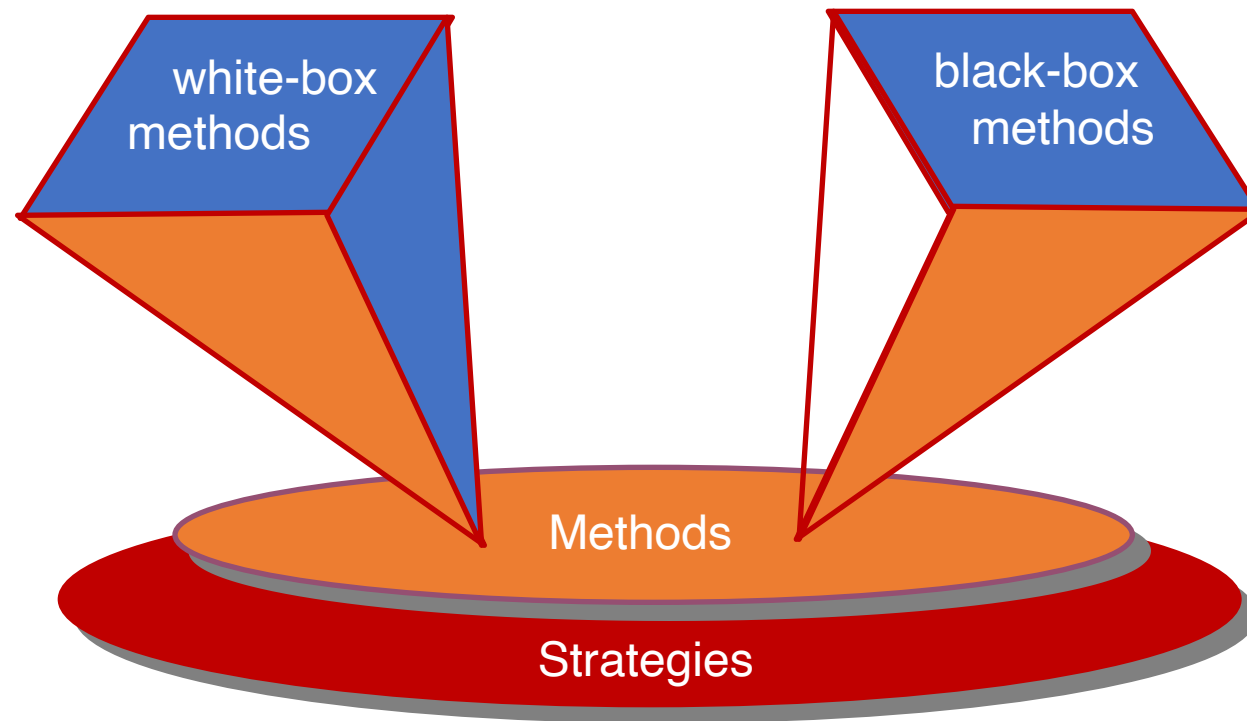 white-box
methods
black-box
methods
Methods
Strategies